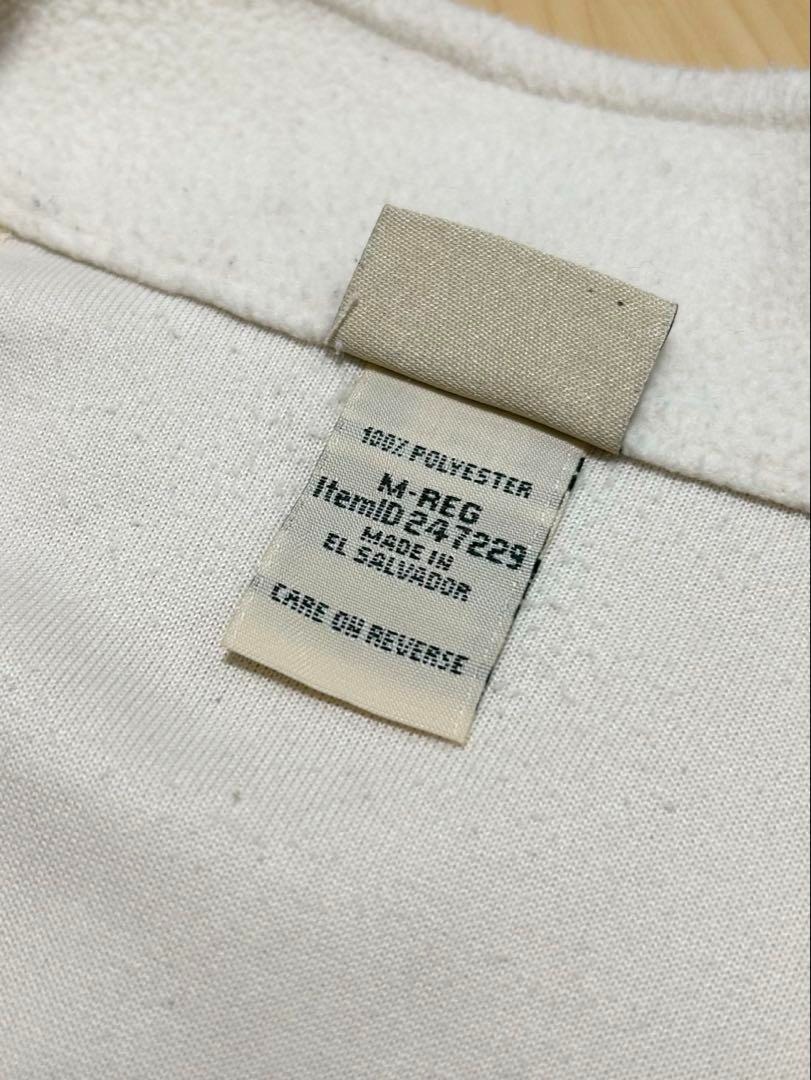 100% POLYESTER
M-REG
ItemID 247229
MADE IN
EL SALVADOR
CARE ON REVERSE